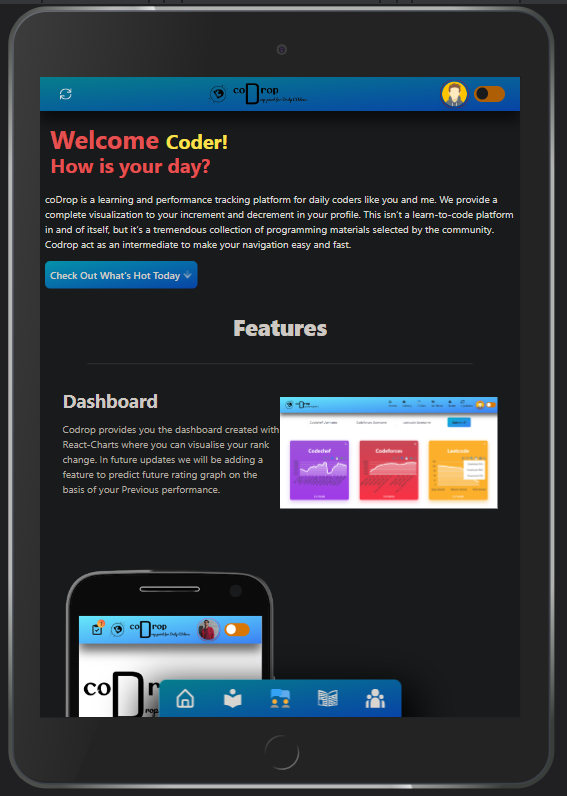 coDrop
Welcome Coder!
How is your day?
coDrop is a learning and performance tracking platform for daily coders like you and me. We provide a
complete visualization to your increment and decrement in your profile. This isn't a learn-to-code platform
in and of itself, but it's a tremendous collection of programming materials selected by the community.
Codrop act as an intermediate to make your navigation easy and fast.
Check Out What's Hot Today
Features
Dashboard
Codrop provides you the dashboard created with
React-Charts where you can visualise your rank
change. In future updates we will be adding a
feature to predict future rating graph on the
basis of your Previous performance.
coDrop
Codechef
Codeforces
Leetcode
coDrop
coDr